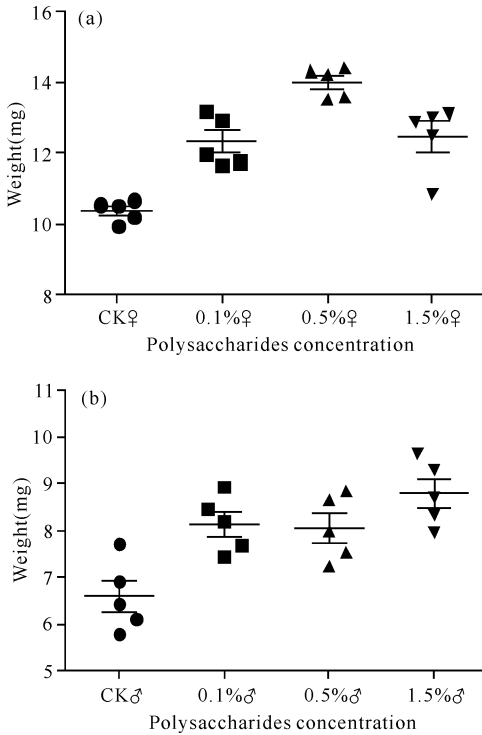 (a)
Weight(mg)
16
14
12
10
8
CK♀ 0.1%♀ 0.5%♀ 1.5%♀
Polysaccharides concentration
(b)
Weight(mg)
11
10
9
8
7
6
5
CK♂ 0.1%♂ 0.5%♂ 1.5%♂
Polysaccharides concentration